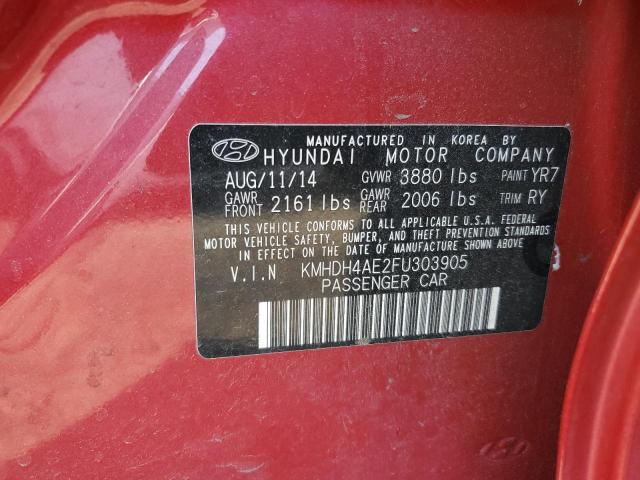 MANUFACTURED IN KOREA BY
HYUNDAI MOTOR COMPANY
AUG/11/14 GVWR 3880 lbs PAINT YR7
GAWR FRONT 2161 lbs GAWR REAR 2006 lbs TRIM RY
THIS VEHICLE CONFORMS TO ALL APPLICABLE U.S.A. FEDERAL
MOTOR VEHICLE SAFETY, BUMPER, AND THEFT PREVENTION STANDARDS
IN EFFECT ON THE DATE OF MANUFACTURE SHOWN ABOVE.
V.I.N KMHDH4AE2FU303905
PASSENGER CAR